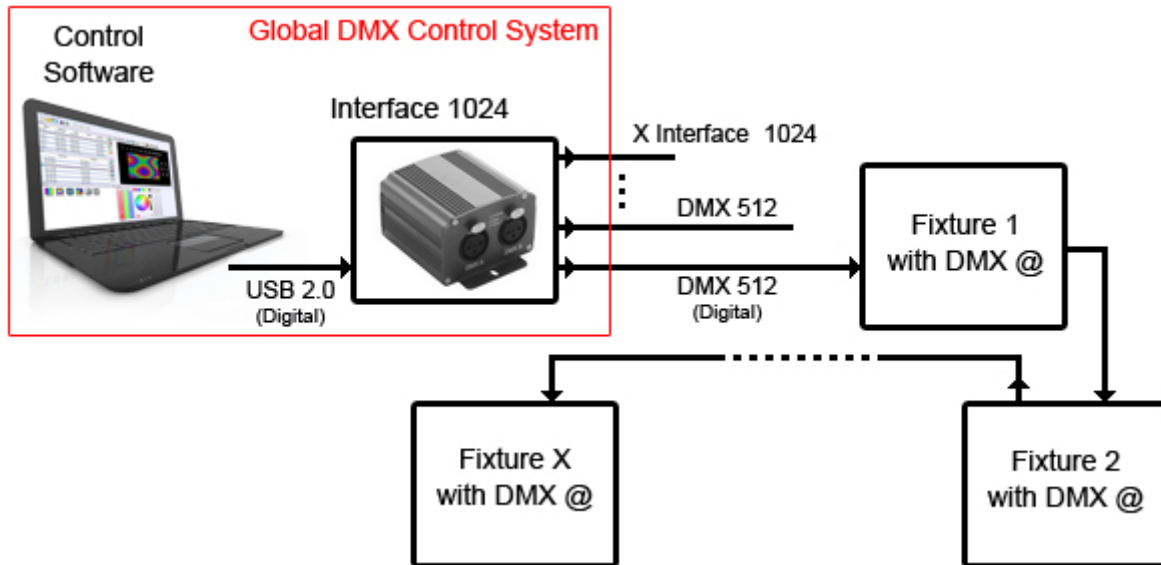 Global DMX Control System
Control
Software
Interface 1024
X Interface 1024
DMX 512
Fixture 1
with DMX @
USB 2.0
(Digital)
DMX 512
(Digital)
Fixture X
with DMX @
Fixture 2
with DMX @